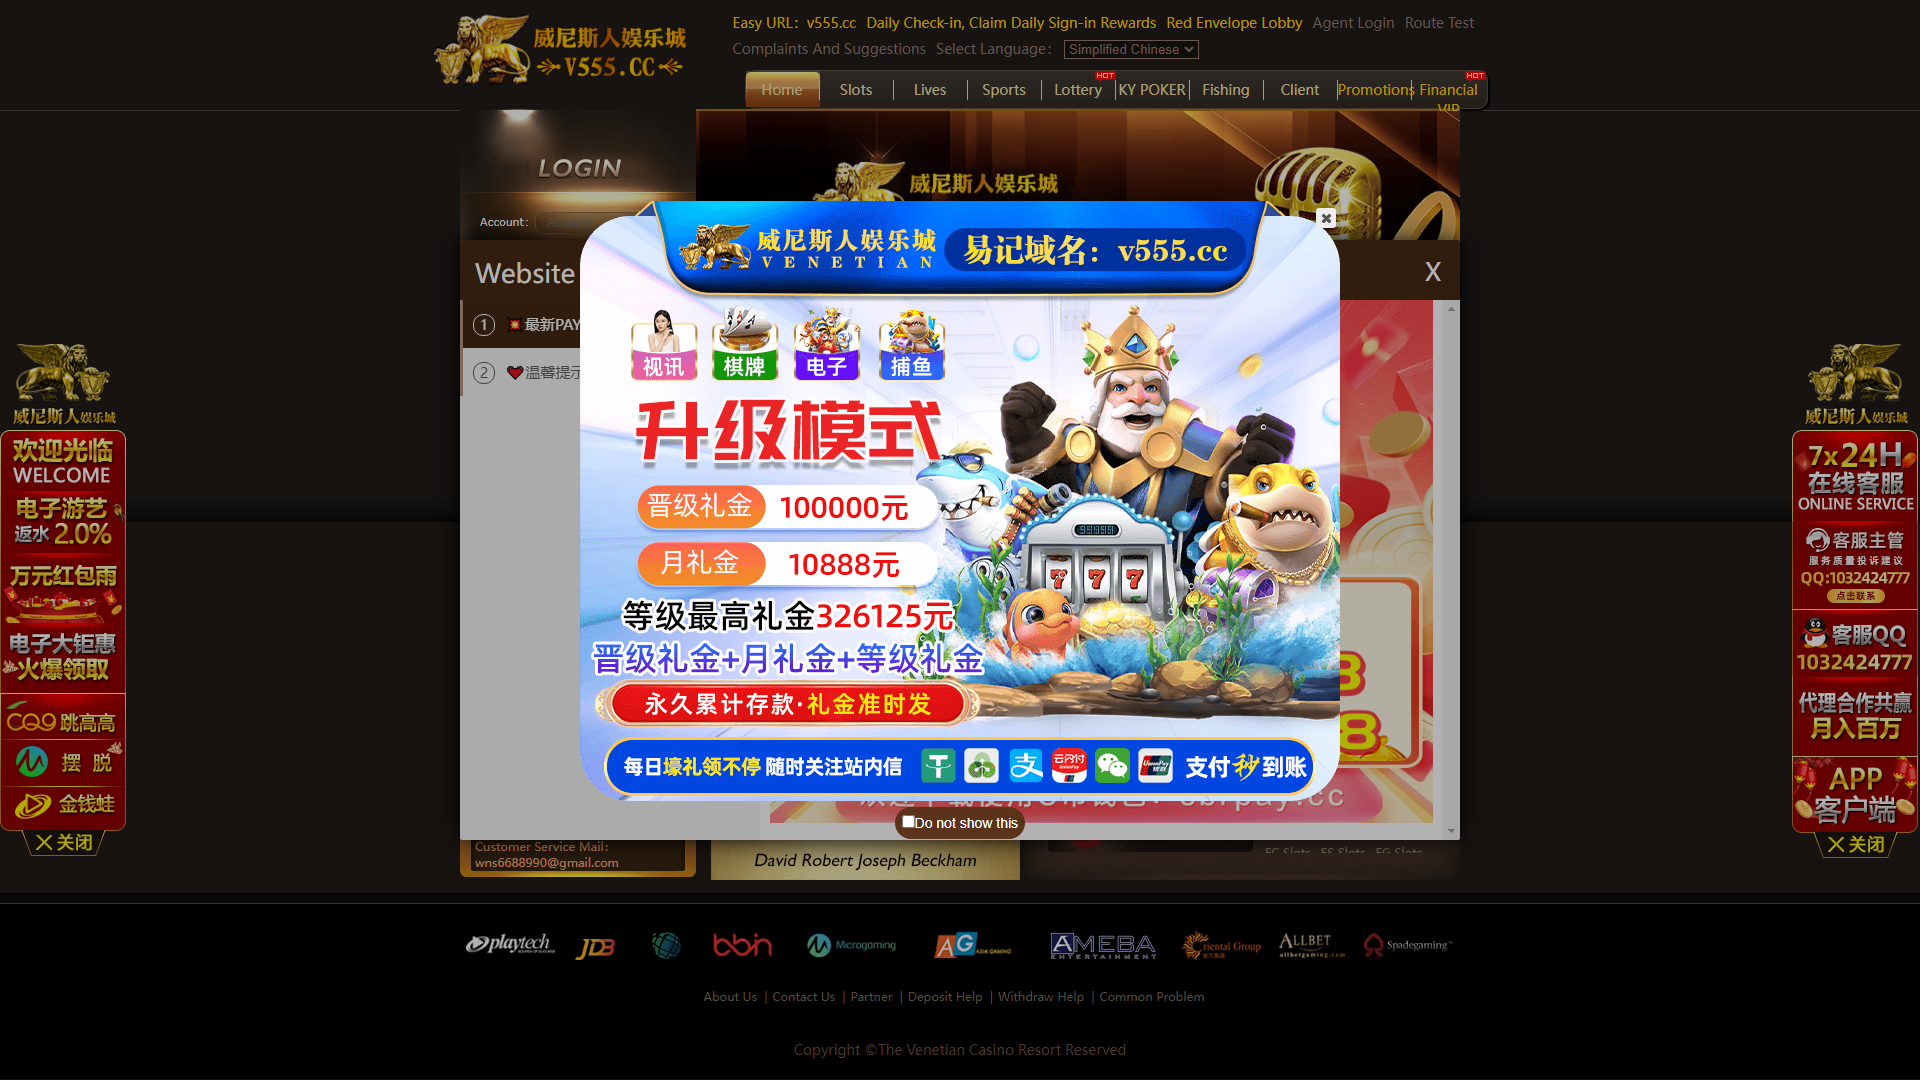 威尼斯人娱乐城
V555.CC
Easy URL：v555.cc Daily Check-in, Claim Daily Sign-in Rewards Red Envelope Lobby Agent Login Route Test
Complaints And Suggestions Select Language： Simplified Chinese
Home Slots Lives Sports Lottery HOT KY POKER Fishing Client Promotions Financial HOT
VIP
LOGIN
威尼斯人娱乐城
Account：
Website
X
1 最新PAY
2 温馨提示
威尼斯人娱乐城
VENETIAN
易记域名：v555.cc
视讯 棋牌 电子 捕鱼
升级模式
晋级礼金 100000元
月礼金 10888元
等级最高礼金326125元
晋级礼金+月礼金+等级礼金
永久累计存款·礼金准时发
每日壕礼领不停 随时关注站内信
云闪付
UnionPay
支付秒到账
55555
7 7 7
Do not show this
Customer Service Mail：
wns6688990@gmail.com
David Robert Joseph Beckham
威尼斯人娱乐城
欢迎光临
WELCOME
电子游艺
返水 2.0%
万元红包雨
电子大钜惠
火爆领取
CQ9 跳高高
摆脱
金钱蛙
关闭
威尼斯人娱乐城
7x24H
在线客服
ONLINE SERVICE
客服主管
服务质量投诉建议
QQ:1032424777
点击联系
客服QQ
1032424777
代理合作共赢
月入百万
APP
客户端
关闭
playtech JDB bbin Microgaming AG ASIA GAMING AMEBA ENTERTAINMENT Oriental Group ALLBET allbetgaming.com Spadegaming
About Us | Contact Us | Partner | Deposit Help | Withdraw Help | Common Problem
Copyright ©The Venetian Casino Resort Reserved